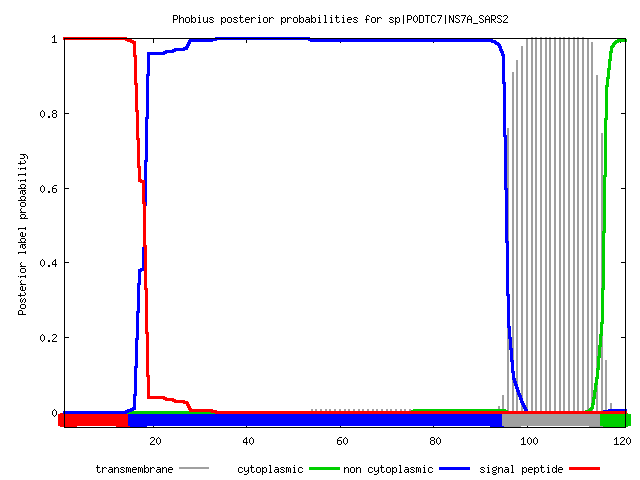 Phobius posterior probabilities for sp|P0DTC7|NS7A_SARS2
1
0.8
0.6
0.4
0.2
0
Posterior label probability
20 40 60 80 100 120
transmembrane cytoplasmic non cytoplasmic signal peptide